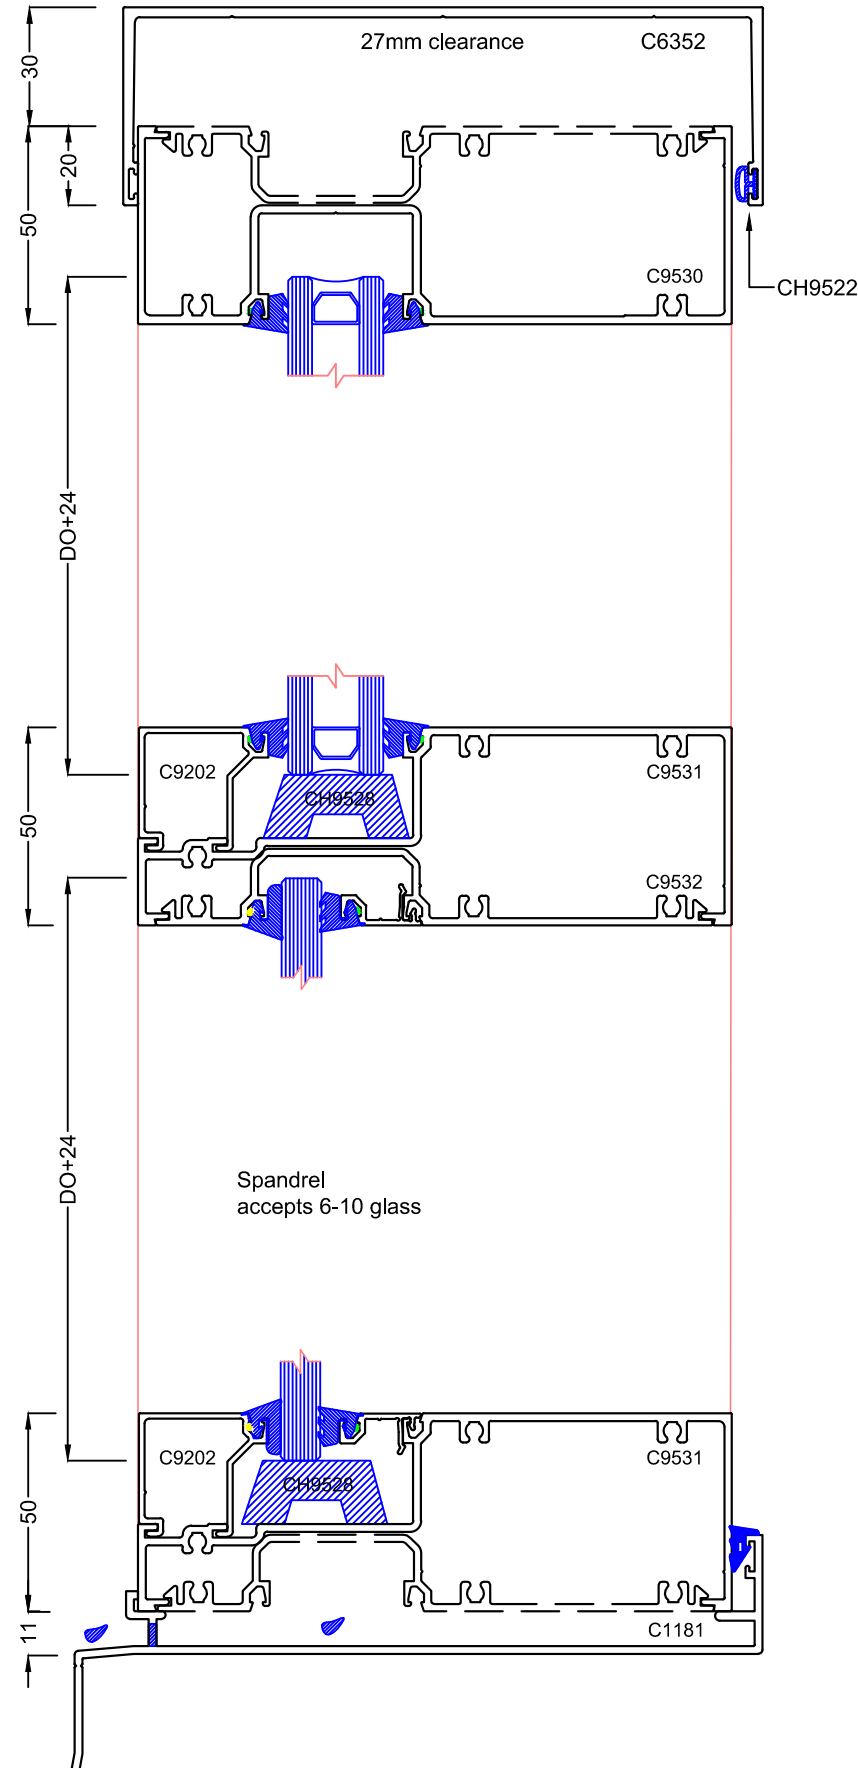 27mm clearance
C6352
30
20
50
C9530
CH9522
DO+24
C9202
CH9528
C9531
50
C9532
DO+24
Spandrel
accepts 6-10 glass
C9202
CH9528
C9531
50
11
C1181